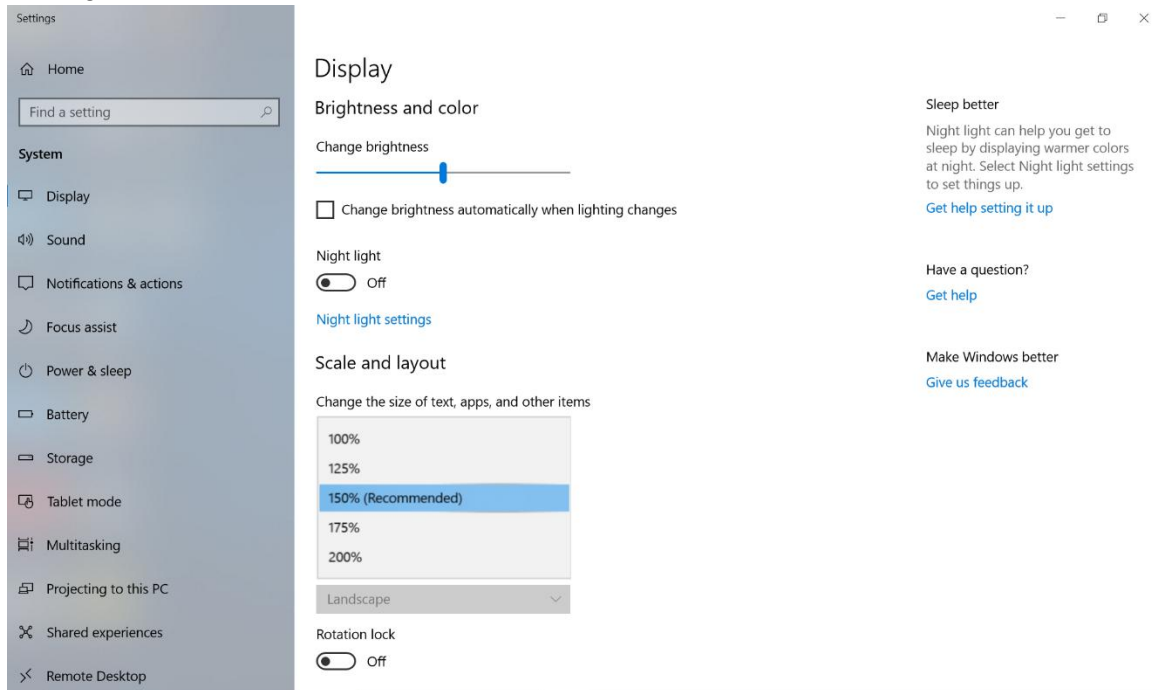 Settings
Home
Find a setting
System
Display
Sound
Notifications & actions
Focus assist
Power & sleep
Battery
Storage
Tablet mode
Multitasking
Projecting to this PC
Shared experiences
Remote Desktop
Display
Brightness and color
Change brightness
Change brightness automatically when lighting changes
Night light
Off
Night light settings
Scale and layout
Change the size of text, apps, and other items
100%
125%
150% (Recommended)
175%
200%
Landscape
Rotation lock
Off
Sleep better
Night light can help you get to
sleep by displaying warmer colors
at night. Select Night light settings
to set things up.
Get help setting it up
Have a question?
Get help
Make Windows better
Give us feedback